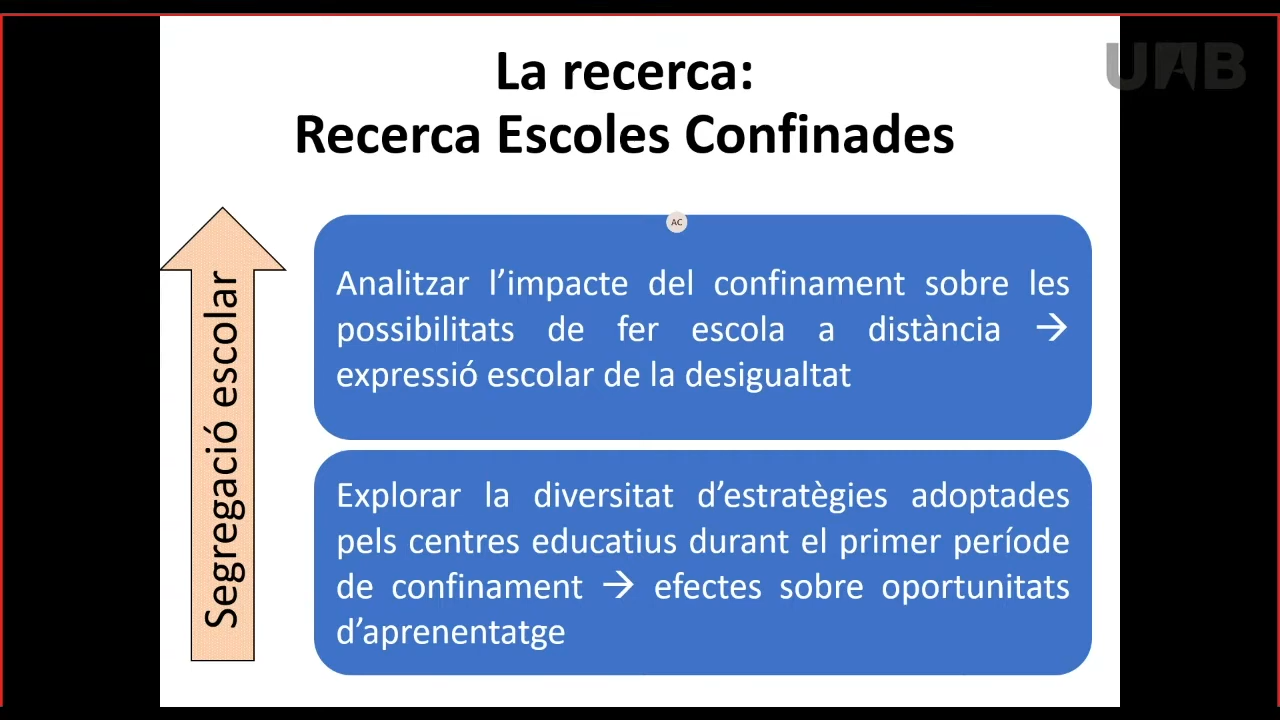 La recerca:
Recerca Escoles Confinades
UAB
Segregació escolar
AC
Analitzar l’impacte del confinament sobre les
possibilitats de fer escola a distància →
expressió escolar de la desigualtat
Explorar la diversitat d’estratègies adoptades
pels centres educatius durant el primer període
de confinament → efectes sobre oportunitats
d’aprenentatge